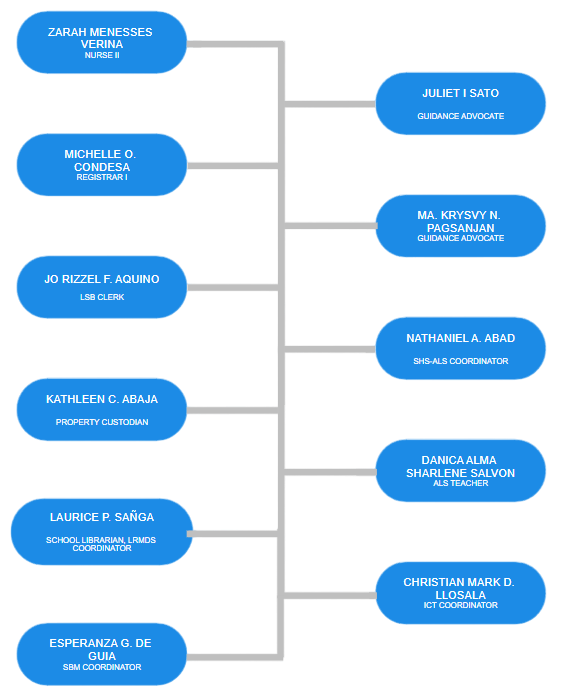 ZARAH MENESSES
VERINA
NURSE II
JULIET I SATO
GUIDANCE ADVOCATE
MICHELLE O.
CONDESA
REGISTRAR I
MA. KRYSVY N.
PAGSANJAN
GUIDANCE ADVOCATE
JO RIZZEL F. AQUINO
LSB CLERK
NATHANIEL A. ABAD
SHS-ALS COORDINATOR
KATHLEEN C. ABAJA
PROPERTY CUSTODIAN
DANICA ALMA
SHARLENE SALVON
ALS TEACHER
LAURICE P. SAÑGA
SCHOOL LIBRARIAN, LRMDS
COORDINATOR
CHRISTIAN MARK D.
LLOSALA
ICT COORDINATOR
ESPERANZA G. DE
GUIA
SBM COORDINATOR